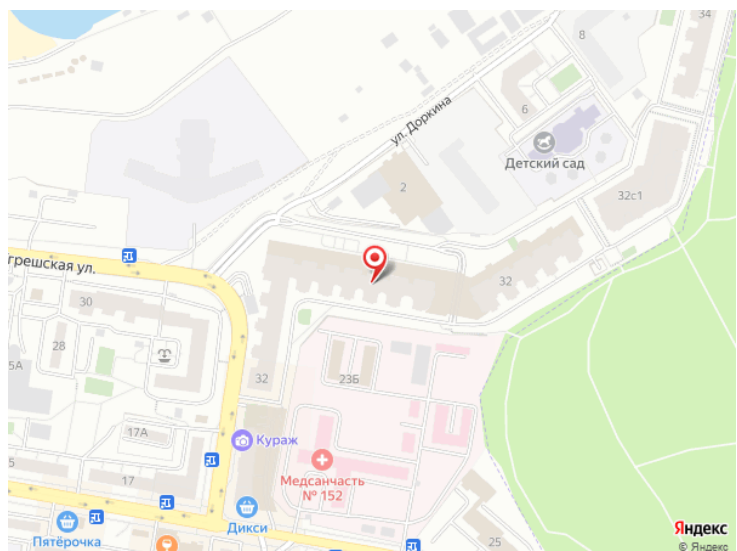 34
8
ул. Доркина
6
Детский сад
2
32с1
грешская ул.
30
32
28
5А
23Б
32
17А
Кураж
Медсанчасть
№ 152
5
17
Дикси
Пятёрочка
25
Яндекс
© Яндекс